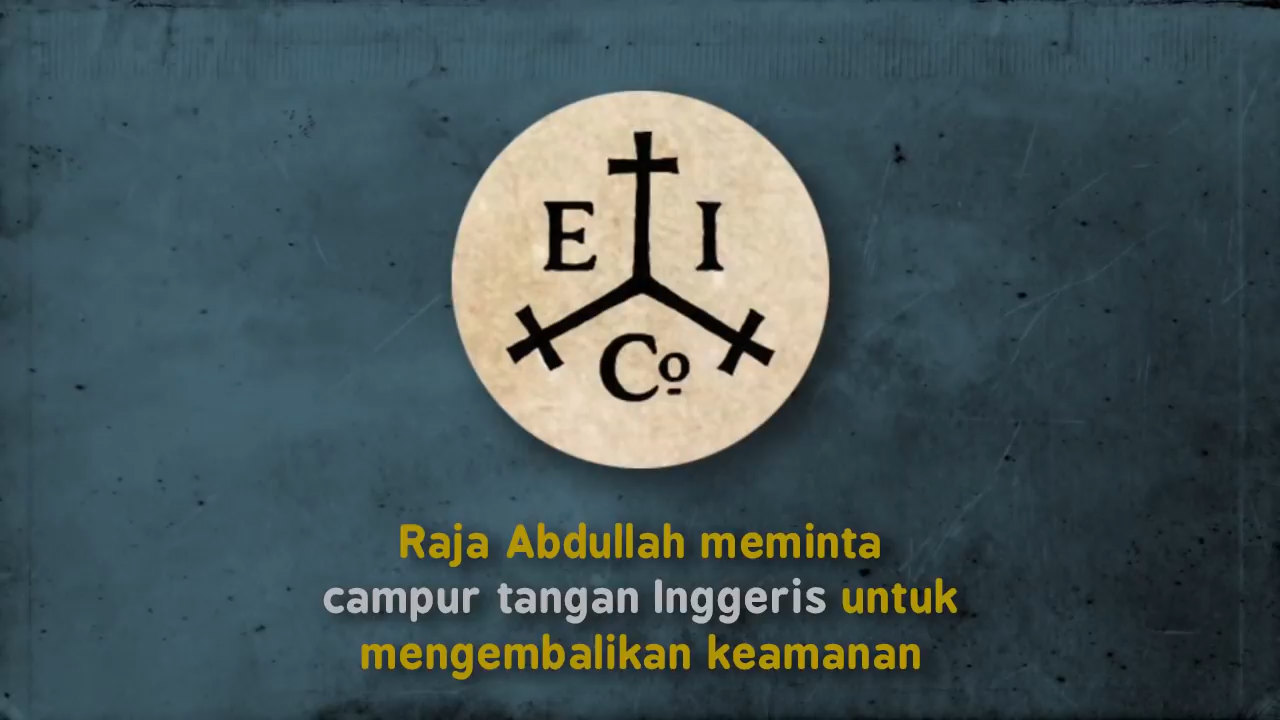 E I
Cº
Raja Abdullah meminta
campur tangan Inggeris untuk
mengembalikan keamanan